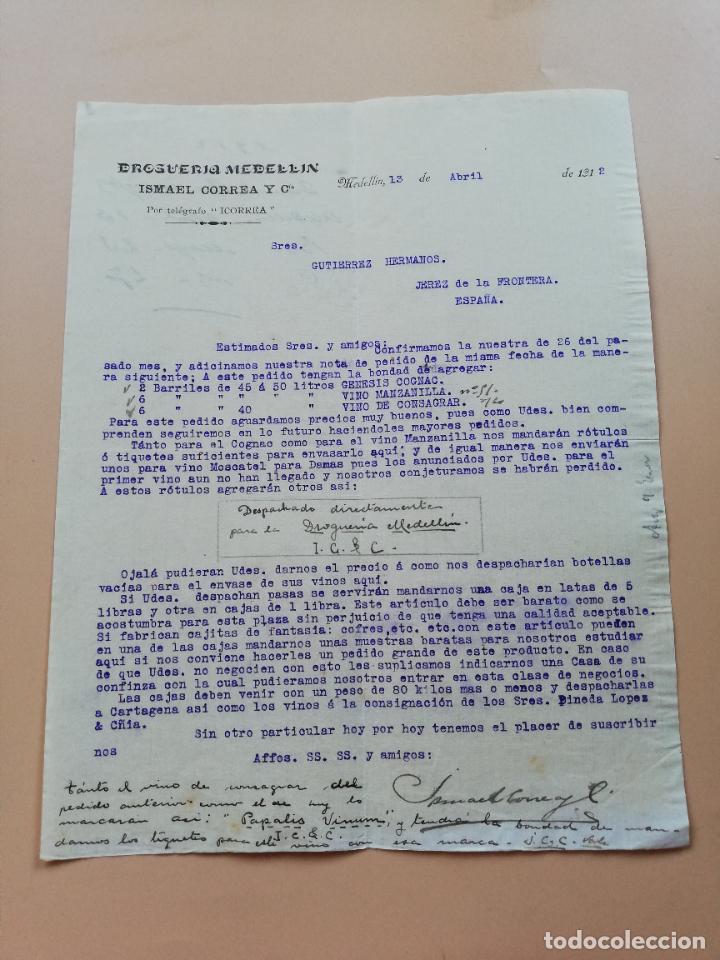 DROGUERIA MEDELLIN
ISMAEL CORREA Y Cía
Por telégrafo "ICORREA"
Medellín, 13 de Abril de 1912
Sres.
GUTIERREZ HERMANOS.
JEREZ de la FRONTERA.
ESPAÑA.
Estimados Sres. y amigos: Confirmamos la nuestra de 26 del pa-
sado mes, y adicinamos nuestra nota de pedido de la misma fecha de la mane-
ra siguiente; A este pedido tengan la bondad de agregar:
2 Barriles de 45 á 50 litros GENESIS COGNAC.
6 " " " " " VINO MANZANILLA.
6 " " 40 " VINO DE CONSAGRAR.
Para este pedido aguardamos precios muy buenos, pues como Udes. bien com-
prenden seguiremos en lo futuro haciendoles mayores pedidos.
Tánto para el Cognac como para el vino Manzanilla nos mandarán rótulos
ó tiquetes suficientes para envasarlo aquí; y de igual manera nos enviarán
unos para vino Moscatel para Damas pues los anunciados por Udes. para el
primer vino aun no han llegado y nosotros conjeturamos se habrán perdido.
A estos rótulos agregarán otros asi:
Despachado directamente
para la Drogueria Medellin.
I. C. & C.
Ojalá pudieran Udes. darnos el precio á como nos despacharian botellas
vacías para el envase de sus vinos aquí.
Si Udes. despachan pasas se servirán mandarnos una caja en latas de 5
libras y otra en cajas de 1 libra. Este articulo debe ser barato como se
acostumbra para esta plaza sin perjuicio de que tenga una calidad aceptable.
Si fabrican cajitas de fantasia: cofres, etc. etc. con este articulo pueden
en una de las cajas mandarnos unas muestras baratas para nosotros estudiar
aquí si nos conviene hacerles un pedido grande de este producto. En caso
de que Udes. no negocien con esto les suplicamos indicarnos una Casa de su
confinza con la cual pudieramos nosotros entrar en esta clase de negocios.
Las cajas deben venir con un peso de 80 kilos mas o menos y despacharlas
a Cartagena asi como los vinos á la consignación de los Sres. Pineda Lopez
& Cñia.
Sin otro particular hoy por hoy tenemos el placer de suscribir
nos
Affos. SS. SS. y amigos:
Ismael Correa y C
tánto el vino de consagrar del
pedido anterior como el de hoy lo
marcarán asi: "Papalis Vinum", y tendrán la bondad de man-
I. C. & C.
darnos los tiquetes para este vino con esa marca. I. C. C. Vale
todocoleccion